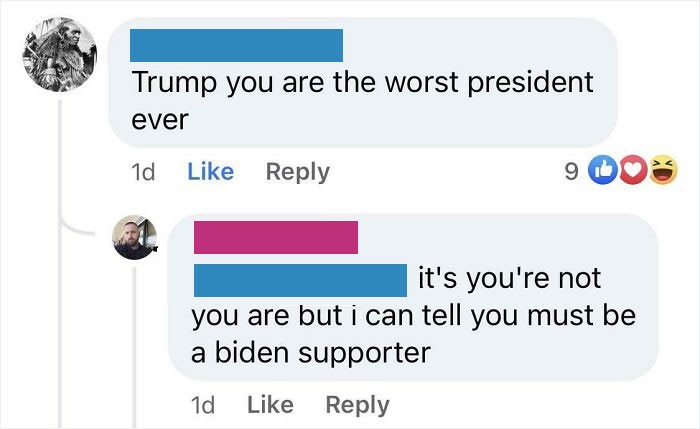 Trump you are the worst president
ever
1d Like Reply 9
it's you're not
you are but i can tell you must be
a biden supporter
1d Like Reply